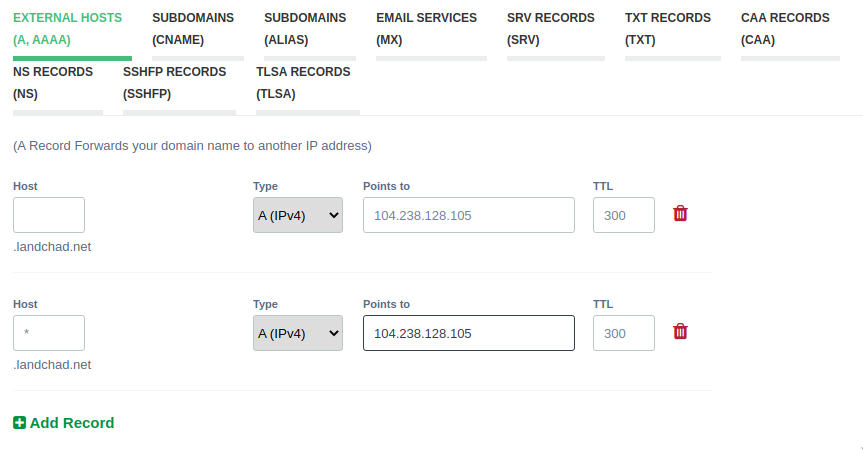 EXTERNAL HOSTS SUBDOMAINS SUBDOMAINS EMAIL SERVICES SRV RECORDS TXT RECORDS CAA RECORDS
(A, AAAA) (CNAME) (ALIAS) (MX) (SRV) (TXT) (CAA)
NS RECORDS SSHFP RECORDS TLSA RECORDS
(NS) (SSHFP) (TLSA)
(A Record Forwards your domain name to another IP address)
Host Type Points to TTL
A (IPv4) 104.238.128.105 300
.landchad.net
Host Type Points to TTL
* A (IPv4) 104.238.128.105 300
.landchad.net
Add Record